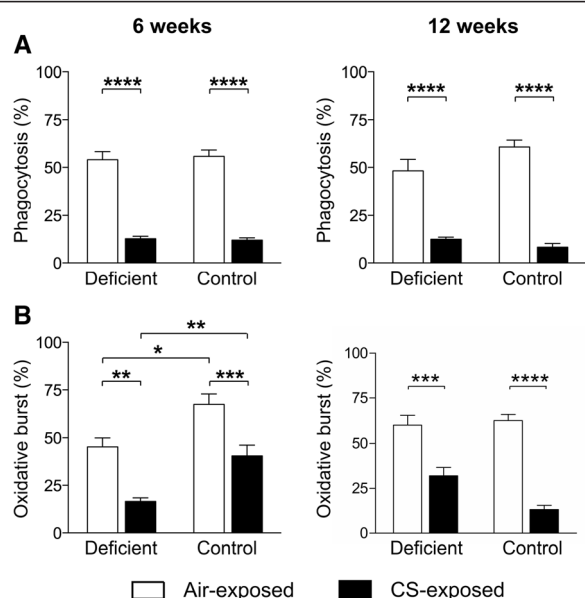 6 weeks 12 weeks
A
Phagocytosis (%)
100
75
50
25
0
**** ****
Deficient Control
Phagocytosis (%)
100
75
50
25
0
**** ****
Deficient Control
B
Oxidative burst (%)
100
75
50
25
0
**
*
** ***
Deficient Control
Oxidative burst (%)
100
75
50
25
0
*** ****
Deficient Control
Air-exposed CS-exposed